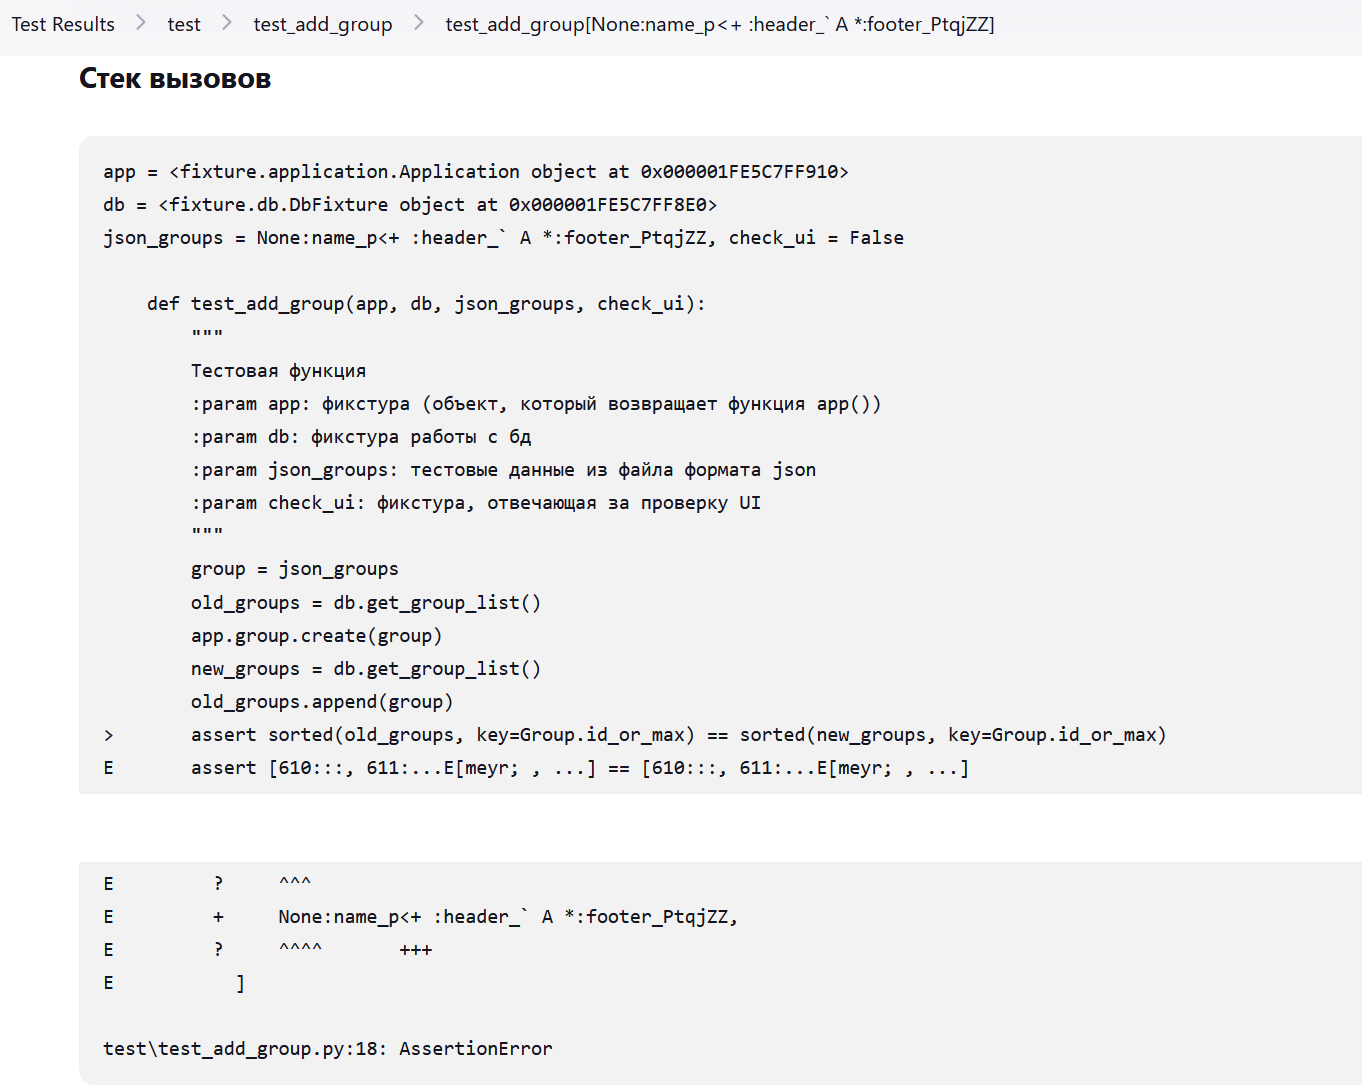 Test Results > test > test_add_group > test_add_group[None:name_p<+ :header_` A *:footer_PtqjZZ]
Стек вызовов
app = <fixture.application.Application object at 0x000001FE5C7FF910>
db = <fixture.db.DbFixture object at 0x000001FE5C7FF8E0>
json_groups = None:name_p<+ :header_` A *:footer_PtqjZZ, check_ui = False
def test_add_group(app, db, json_groups, check_ui):
"""
Тестовая функция
:param app: фикстура (объект, который возвращает функция app())
:param db: фикстура работы с бд
:param json_groups: тестовые данные из файла формата json
:param check_ui: фикстура, отвечающая за проверку UI
"""
group = json_groups
old_groups = db.get_group_list()
app.group.create(group)
new_groups = db.get_group_list()
old_groups.append(group)
> assert sorted(old_groups, key=Group.id_or_max) == sorted(new_groups, key=Group.id_or_max)
E assert [610:::, 611:...E[meyr; , ...] == [610:::, 611:...E[meyr; , ...]
E ? ^^^
E + None:name_p<+ :header_` A *:footer_PtqjZZ,
E ? ^^^^ +++
E ]
test\test_add_group.py:18: AssertionError